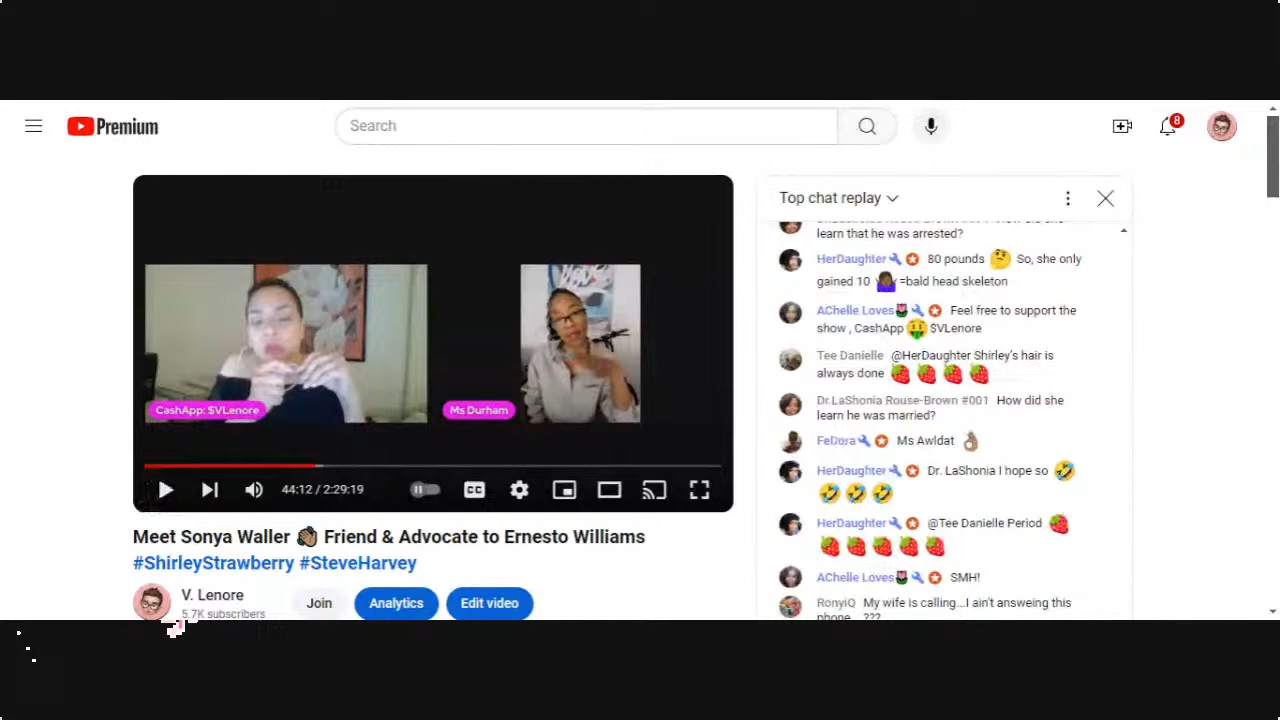 Premium
Search
8
Top chat replay
learn that he was arrested?
HerDaughter 80 pounds 🤔 So, she only
gained 10 🤷🏾‍♀️=bald head skeleton
AChelle Loves🌷 Feel free to support the
show , CashApp 🤑 $VLenore
Tee Danielle @HerDaughter Shirley's hair is
always done 🍓🍓🍓🍓
Dr.LaShonia Rouse-Brown #001 How did she
learn he was married?
FeDora Ms Awldat 👌🏽
HerDaughter Dr. LaShonia I hope so 🤣
🤣🤣🤣
HerDaughter @Tee Danielle Period 🍓
🍓🍓🍓🍓🍓
AChelle Loves🌷 SMH!
RonyiQ My wife is calling...I ain't answeing this
phone ???
CashApp: $VLenore
Ms Durham
44:12 / 2:29:19
CC
Meet Sonya Waller 👏🏽 Friend & Advocate to Ernesto Williams
#ShirleyStrawberry #SteveHarvey
V. Lenore
5.7K subscribers
Join
Analytics
Edit video